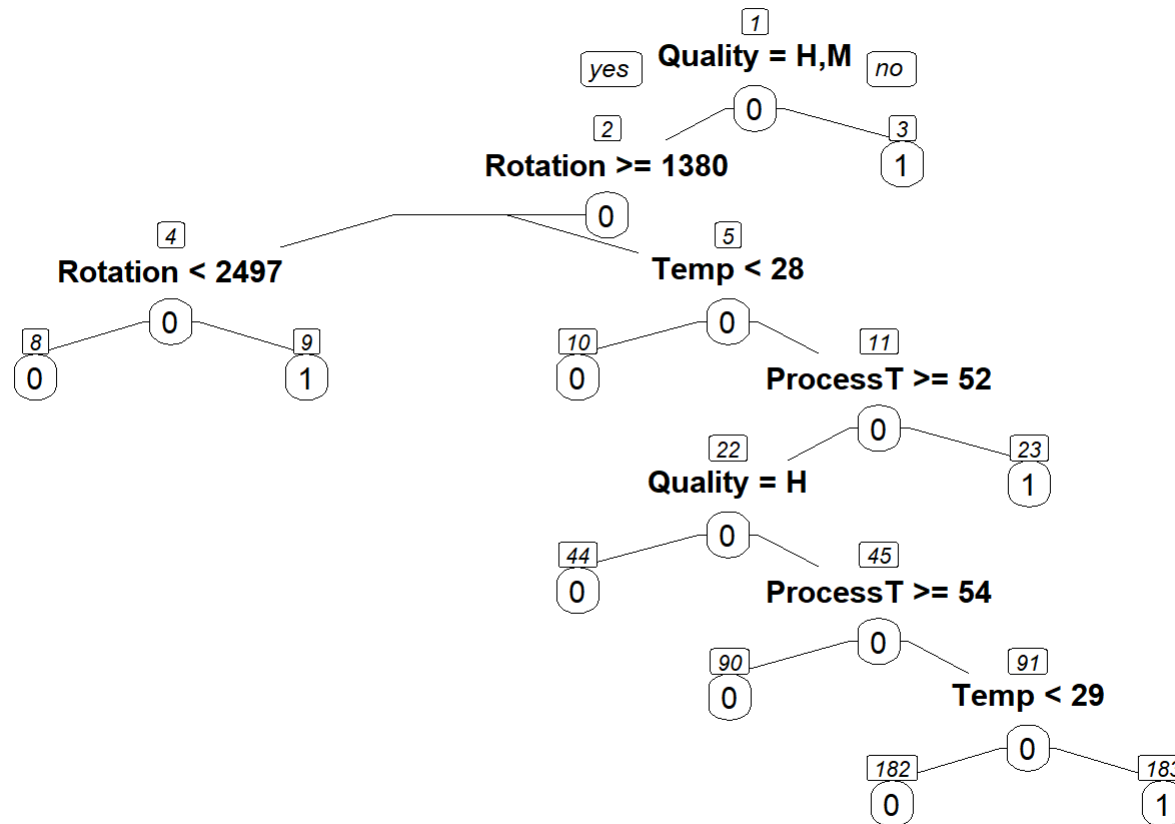 1
yes Quality = H,M no
0
2 3
Rotation >= 1380 1
0
4 5
Rotation < 2497 Temp < 28
0 0
8 9 10 11
0 1 0 ProcessT >= 52
0
22 23
Quality = H 1
0
44 45
0 ProcessT >= 54
0
90 91
0 Temp < 29
0
182 183
0 1